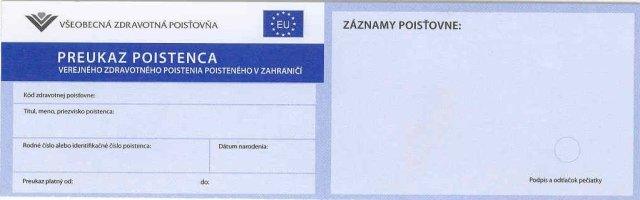 VŠEOBECNÁ ZDRAVOTNÁ POISŤOVŇA
EU
PREUKAZ POISTENCA
VEREJNÉHO ZDRAVOTNÉHO POISTENIA POISTENÉHO V ZAHRANIČÍ
Kód zdravotnej poisťovne:
Titul, meno, priezvisko poistenca:
Rodné číslo alebo identifikačné číslo poistenca:
Dátum narodenia:
Preukaz platný od:
do:
ZÁZNAMY POISŤOVNE:
Podpis a odtlačok pečiatky